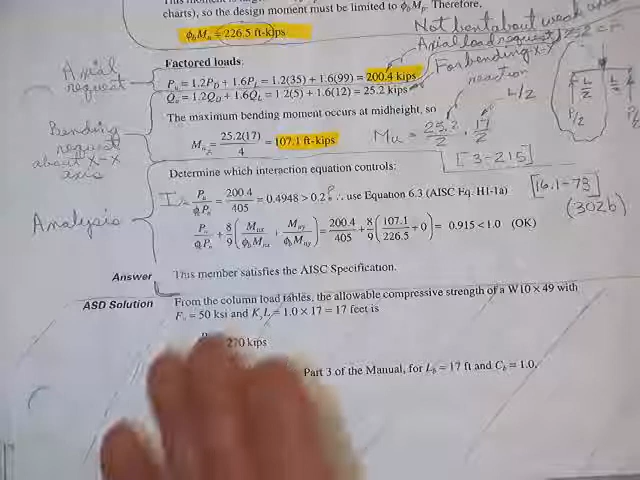 charts), so the design moment must be limited to ϕbMp. Therefore,
ϕbMn = 226.5 ft-kips
Not bent about weak axis
Axial load request
For bending x-x
reaction
L/2
Factored loads:
Axial request
Pu = 1.2PD + 1.6PL = 1.2(35) + 1.6(99) = 200.4 kips
Qu = 1.2QD + 1.6QL = 1.2(5) + 1.6(12) = 25.2 kips
L/2
P/2
P/2
The maximum bending moment occurs at midheight, so
Bending request about x-x axis
Mux = 25.2(17)/4 = 107.1 ft-kips
Mu = 25.2/2 · 17/2
[3-215]
Determine which interaction equation controls:
Analysis
Pu/ϕcPn = 200.4/405 = 0.4948 > 0.2 ∴ use Equation 6.3 (AISC Eq. H1-1a)
[16.1-73]
(302b)
Pu/ϕcPn + 8/9 (Mux/ϕbMnx + Muy/ϕbMny) = 200.4/405 + 8/9 (107.1/226.5 + 0) = 0.915 < 1.0 (OK)
Answer This member satisfies the AISC Specification.
ASD Solution From the column load tables, the allowable compressive strength of a W10 × 49 with
Fy = 50 ksi and KyL = 1.0 × 17 = 17 feet is
270 kips
Part 3 of the Manual, for Lb = 17 ft and Cb = 1.0,